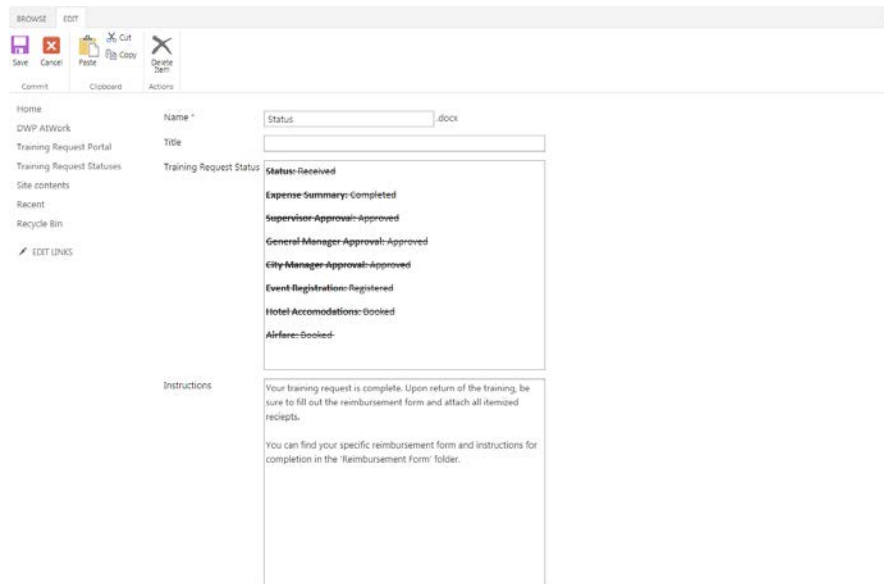 BROWSE EDIT
Save Cancel Paste Cut Copy Delete Item
Commit Clipboard Actions
Home
DWP AtWork
Training Request Portal
Training Request Statuses
Site contents
Recent
Recycle Bin
EDIT LINKS
Name * Status .docx
Title
Training Request Status
Status: Received
Expense Summary: Completed
Supervisor Approval: Approved
General Manager Approval: Approved
City Manager Approval: Approved
Event Registration: Registered
Hotel Accomodations: Booked
Airfare: Booked
Instructions
Your training request is complete. Upon return of the training, be
sure to fill out the reimbursement form and attach all itemized
reciepts.
You can find your specific reimbursement form and instructions for
completion in the 'Reimbursement Form' folder.